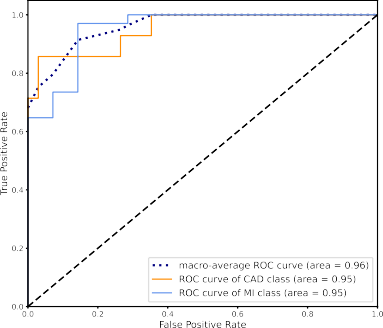 1.0
0.8
0.6
0.4
0.2
0.0
True Positive Rate
macro-average ROC curve (area = 0.96)
ROC curve of CAD class (area = 0.95)
ROC curve of MI class (area = 0.95)
0.0 0.2 0.4 0.6 0.8 1.0
False Positive Rate